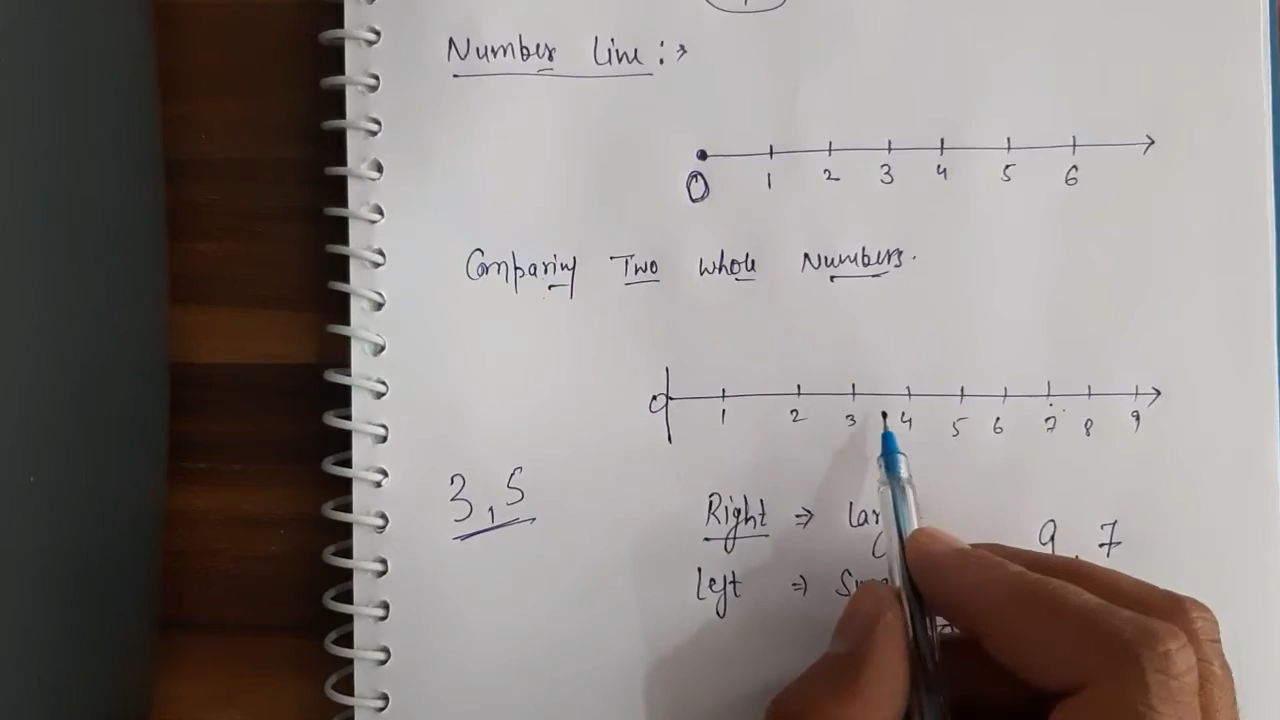 Number Line :→
0 1 2 3 4 5 6
Comparing Two whole Numbers.
0 1 2 3 4 5 6 7 8 9
3, 5
Right ⇒
9, 7
Left ⇒